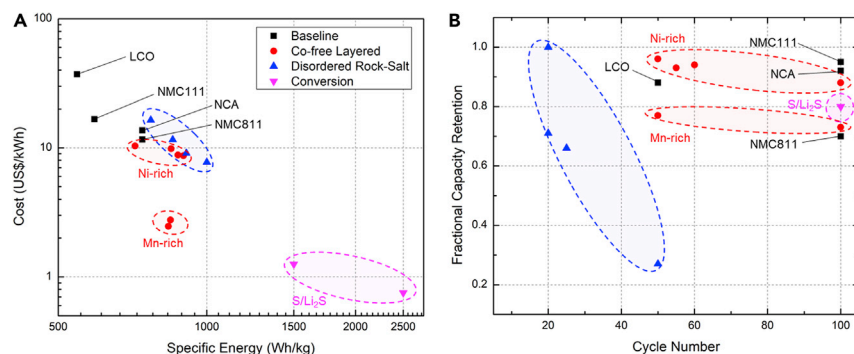 A
B
Baseline
Co-free Layered
Disordered Rock-Salt
Conversion
LCO
NMC111
NCA
NMC811
Ni-rich
Mn-rich
S/Li₂S
Cost (US$/kWh)
100
10
1
500
1000
1500
2000
2500
Specific Energy (Wh/kg)
Ni-rich
NMC111
LCO
NCA
S/Li₂S
Mn-rich
NMC811
Fractional Capacity Retention
1.0
0.8
0.6
0.4
0.2
20
40
60
80
100
Cycle Number